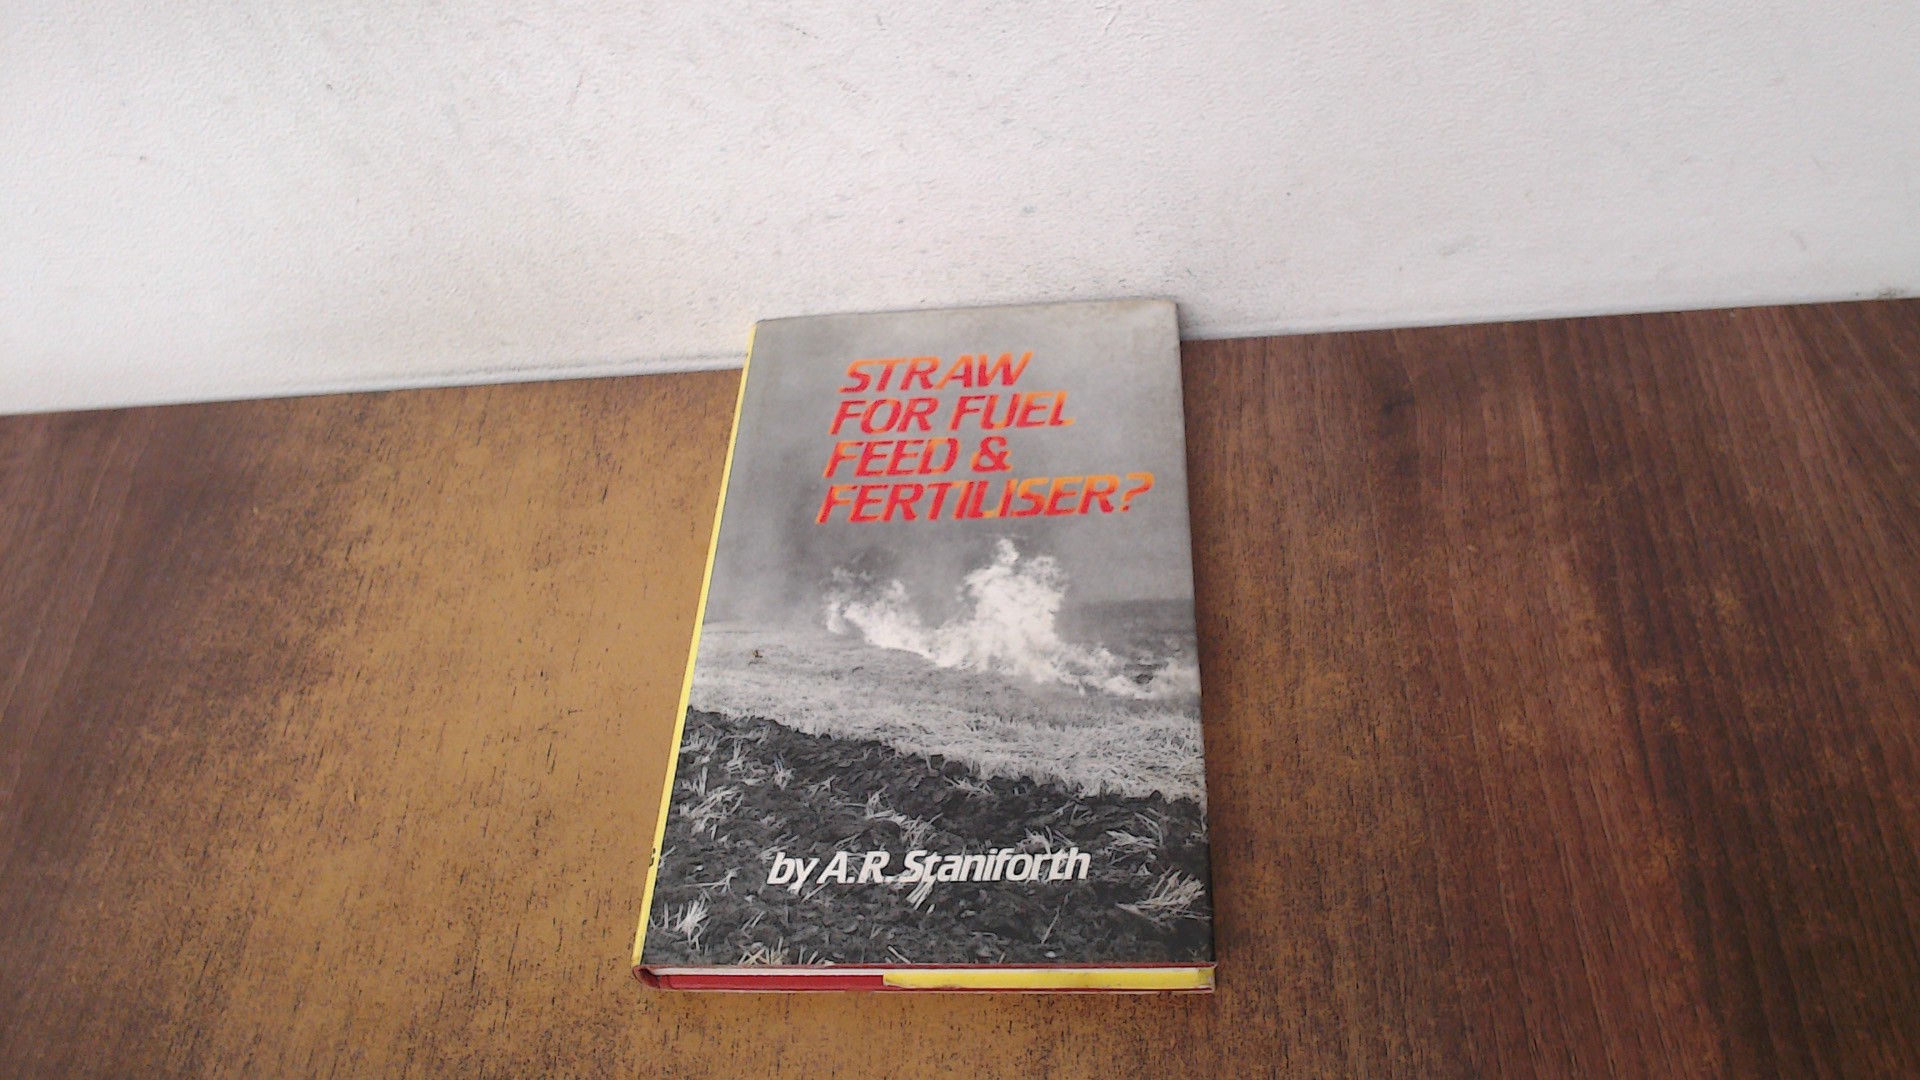 STRAW
FOR FUEL
FEED &
FERTILISER?
by A.R. Staniforth